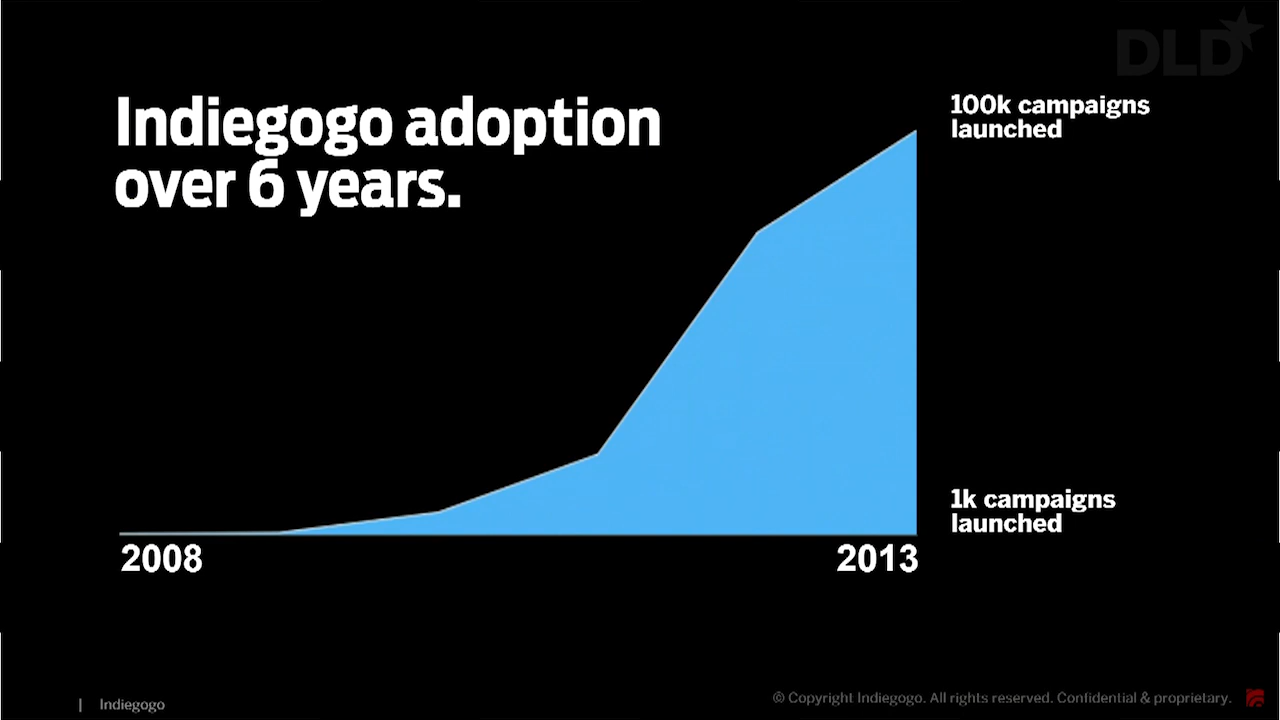 DLD
Indiegogo adoption
over 6 years.
100k campaigns
launched
1k campaigns
launched
2008
2013
| Indiegogo
© Copyright Indiegogo. All rights reserved. Confidential & proprietary.